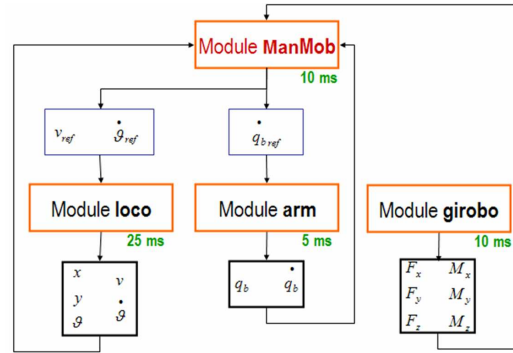 Module ManMob
10 ms
v_ref ϑ̇_ref
q̇_b ref
Module loco
25 ms
Module arm
5 ms
Module girobo
10 ms
x
v
y
ϑ ϑ̇
q_b q̇_b
F_x M_x
F_y M_y
F_z M_z